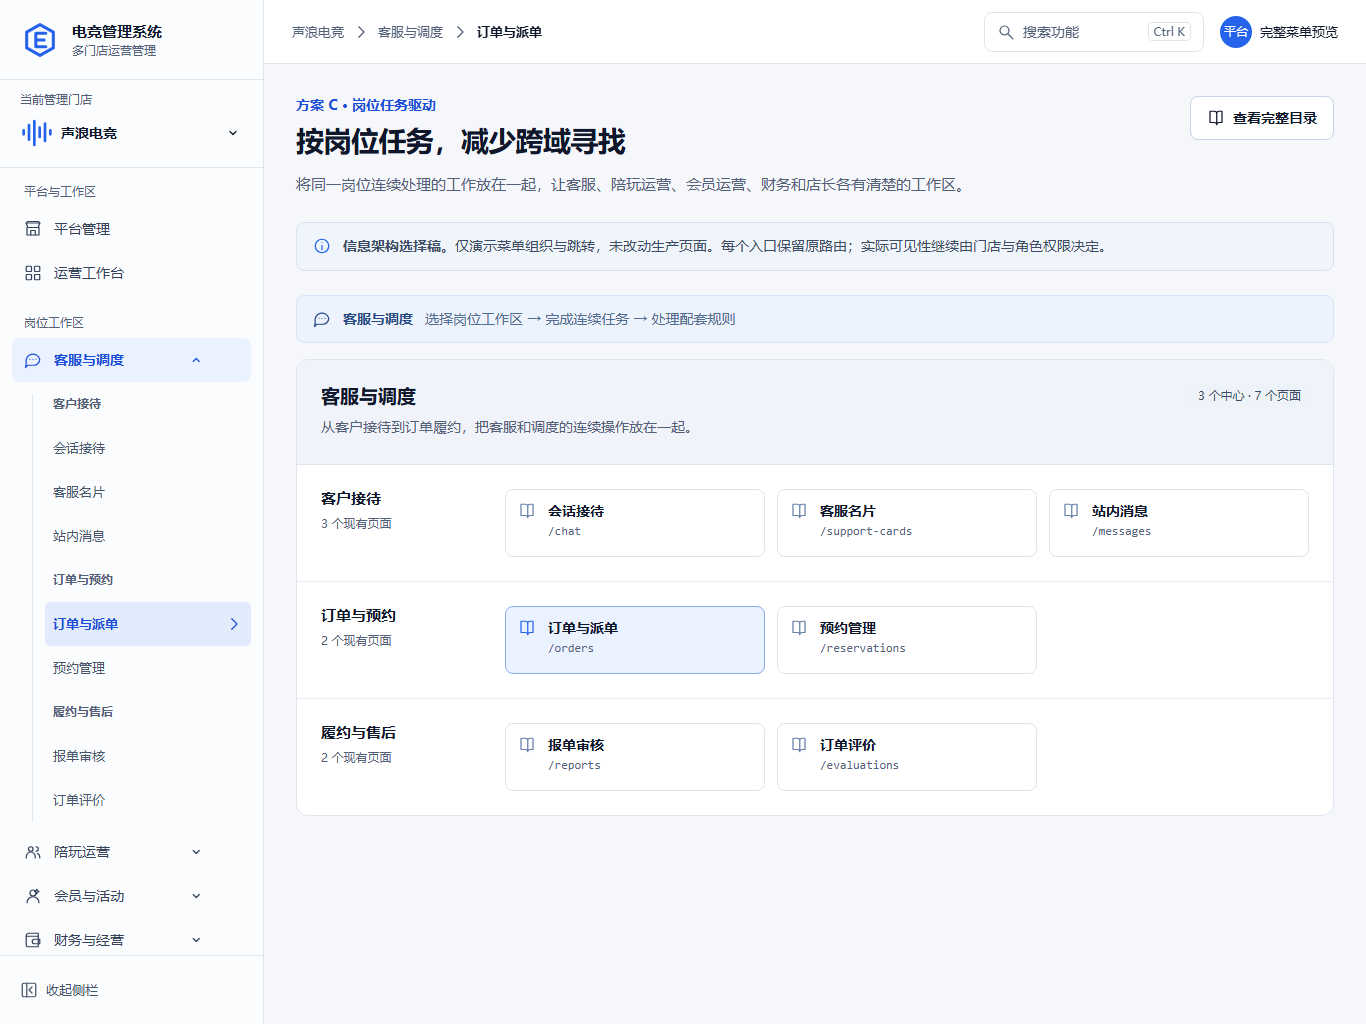 电竞管理系统
多门店运营管理
当前管理门店
声浪电竞
平台与工作区
平台管理
运营工作台
岗位工作区
客服与调度
客户接待
会话接待
客服名片
站内消息
订单与预约
订单与派单
预约管理
履约与售后
报单审核
订单评价
陪玩运营
会员与活动
财务与经营
收起侧栏
声浪电竞 客服与调度 订单与派单
搜索功能 Ctrl K
平台 完整菜单预览
方案 C • 岗位任务驱动
按岗位任务，减少跨域寻找
将同一岗位连续处理的工作放在一起，让客服、陪玩运营、会员运营、财务和店长各有清楚的工作区。
查看完整目录
信息架构选择稿。仅演示菜单组织与跳转，未改动生产页面。每个入口保留原路由；实际可见性继续由门店与角色权限决定。
客服与调度 选择岗位工作区 → 完成连续任务 → 处理配套规则
客服与调度
从客户接待到订单履约，把客服和调度的连续操作放在一起。
3 个中心 · 7 个页面
客户接待
3 个现有页面
会话接待
/chat
客服名片
/support-cards
站内消息
/messages
订单与预约
2 个现有页面
订单与派单
/orders
预约管理
/reservations
履约与售后
2 个现有页面
报单审核
/reports
订单评价
/evaluations